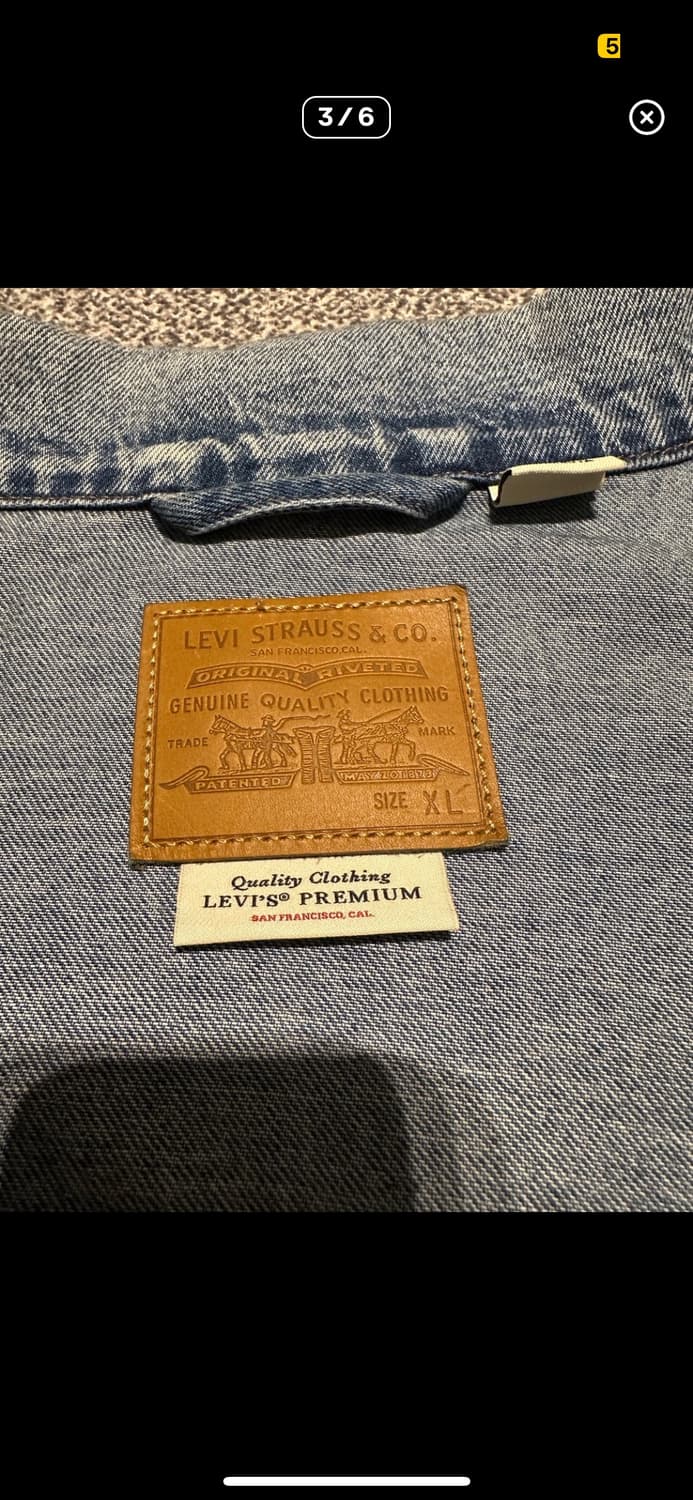 5
3/6
LEVI STRAUSS & CO.
SAN FRANCISCO, CAL.
ORIGINAL RIVETED
GENUINE QUALITY CLOTHING
TRADE MARK
PATENTED MAY 20 1873
SIZE XL
Quality Clothing
LEVI'S® PREMIUM
SAN FRANCISCO, CAL.